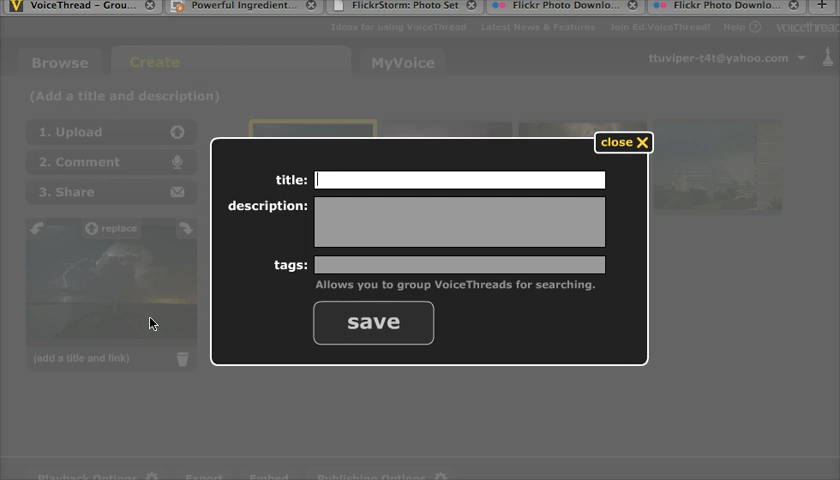 VoiceThread - Grou...
Powerful Ingredient...
FlickrStorm: Photo Set
Flickr Photo Downlo...
Flickr Photo Downlo...
Ideas for using VoiceThread
Latest News & Features
Join Ed.VoiceThread!
Help ?
voicethread
Browse
Create
MyVoice
ttuviper-t4t@yahoo.com
(Add a title and description)
1. Upload
2. Comment
3. Share
replace
(add a title and link)
close X
title:
description:
tags:
Allows you to group VoiceThreads for searching.
save
Playback Options
Export
Embed
Publishing Options